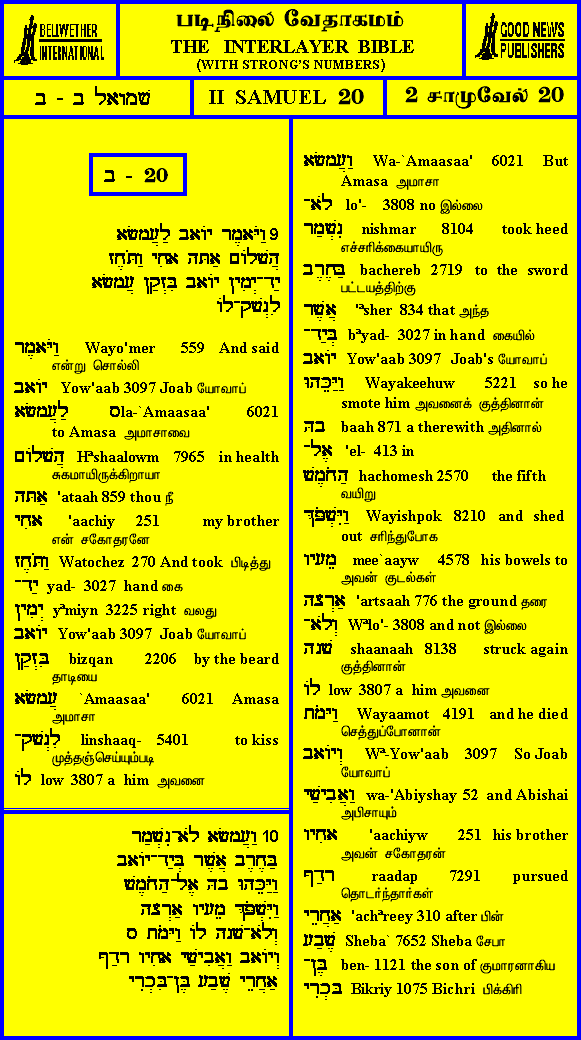 BELLWETHER
INTERNATIONAL
படிநிலை வேதாகமம்
THE INTERLAYER BIBLE
(WITH STRONG'S NUMBERS)
GOOD NEWS
PUBLISHERS
שמואל ב - ב
II SAMUEL 20
2 சாமுவேல் 20
ב - 20
9 וַיֹּאמֶר יוֹאָב לַעֲמָשָׂא
הֲשָׁלוֹם אַתָּה אָחִי וַתֹּחֶז
יַד־יְמִין יוֹאָב בִּזְקַן עֲמָשָׂא
לִנְשָׁק־לוֹ
וַיֹּאמֶר Wayo'mer 559 And said
என்று சொல்லி
יוֹאָב Yow'aab 3097 Joab யோவாப்
לַעֲמָשָׂא סla-`Amaasaa' 6021
to Amasa அமாசாவை
הֲשָׁלוֹם Hªshaalowm 7965 in health
சுகமாயிருக்கிறாயா
אַתָּה 'ataah 859 thou நீ
אָחִי 'aachiy 251 my brother
என் சகோதரனே
וַתֹּחֶז Watochez 270 And took பிடித்து
יַד־ yad- 3027 hand கை
יְמִין yªmiyn 3225 right வலது
יוֹאָב Yow'aab 3097 Joab யோவாப்
בִּזְקַן bizqan 2206 by the beard
தாடியை
עֲמָשָׂא `Amaasaa' 6021 Amasa
அமாசா
לִנְשָׁק־ linshaaq- 5401 to kiss
முத்தஞ்செய்யும்படி
לוֹ low 3807 a him அவனை
10 וַעֲמָשָׂא לֹא־נִשְׁמַר
בַּחֶרֶב אֲשֶׁר בְּיַד־יוֹאָב
וַיַּכֵּהוּ בָהּ אֶל־הַחֹמֶשׁ
וַיִּשְׁפֹּךְ מֵעָיו אַרְצָה
וְלֹא־שָׁנָה לוֹ וַיָּמֹת ס
וְיוֹאָב וַאֲבִישַׁי אָחִיו רָדַף
אַחֲרֵי שֶׁבַע בֶּן־בִּכְרִי
וַעֲמָשָׂא Wa-`Amaasaa' 6021 But
Amasa அமாசா
לֹא־ lo'- 3808 no இல்லை
נִשְׁמַר nishmar 8104 took heed
எச்சரிக்கையாயிரு
בַּחֶרֶב bachereb 2719 to the sword
பட்டயத்திற்கு
אֲשֶׁר 'ªsher 834 that அந்த
בְּיַד־ bªyad- 3027 in hand கையில்
יוֹאָב Yow'aab 3097 Joab's யோவாப்
וַיַּכֵּהוּ Wayakeehuw 5221 so he
smote him அவனைக் குத்தினான்
בָהּ baah 871 a therewith அதினால்
אֶל־ 'el- 413 in
הַחֹמֶשׁ hachomesh 2570 the fifth
வயிறு
וַיִּשְׁפֹּךְ Wayishpok 8210 and shed
out சரிந்துபோக
מֵעָיו mee`aayw 4578 his bowels to
அவன் குடல்கள்
אַרְצָה 'artsaah 776 the ground தரை
וְלֹא־ Wªlo'- 3808 and not இல்லை
שָׁנָה shaanaah 8138 struck again
குத்தினான்
לוֹ low 3807 a him அவனை
וַיָּמֹת Wayaamot 4191 and he died
செத்துப்போனான்
וְיוֹאָב Wª-Yow'aab 3097 So Joab
யோவாப்
וַאֲבִישַׁי wa-'Abiyshay 52 and Abishai
அபிசாயும்
אָחִיו 'aachiyw 251 his brother
அவன் சகோதரன்
רָדַף raadap 7291 pursued
தொடர்ந்தார்கள்
אַחֲרֵי 'achªreey 310 after பின்
שֶׁבַע Sheba` 7652 Sheba சேபா
בֶּן־ ben- 1121 the son of குமாரனாகிய
בִּכְרִי Bikriy 1075 Bichri பிக்கிரி